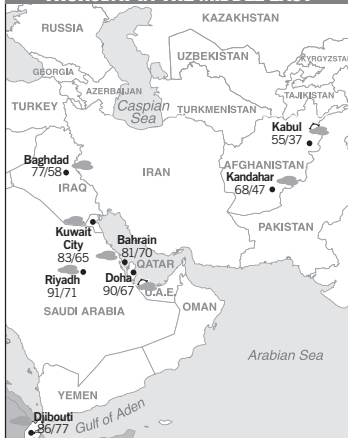 KAZAKHSTAN
RUSSIA
UZBEKISTAN
KYRGYZSTAN
GEORGIA
AZERBAIJAN
TAJIKISTAN
TURKEY
Caspian
Sea
TURKMENISTAN
Kabul
55/37
Baghdad
77/58
IRAQ
IRAN
AFGHANISTAN
Kandahar
68/47
Kuwait
City
83/65
Bahrain
81/70
PAKISTAN
QATAR
Riyadh
91/71
Doha
90/67
U.A.E.
SAUDI ARABIA
OMAN
Arabian Sea
YEMEN
Djibouti
86/77
Gulf of Aden